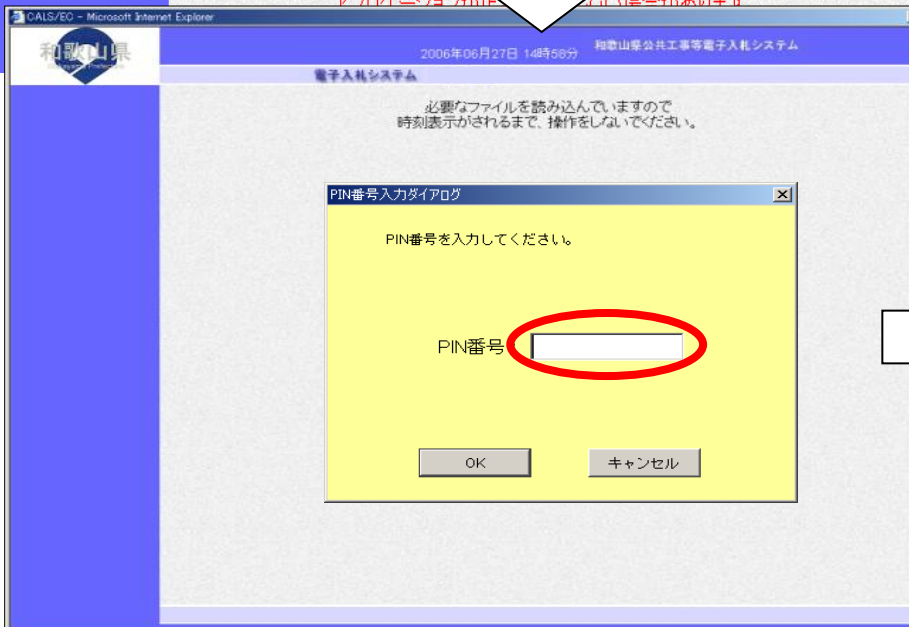 CALS/EC - Microsoft Internet Explorer
和歌山県
2006年06月27日 14時58分
和歌山県公共工事等電子入札システム
電子入札システム
必要なファイルを読み込んでいますので
時刻表示がされるまで、操作をしないでください。
PIN番号入力ダイアログ
PIN番号を入力してください。
PIN番号
OK
キャンセル